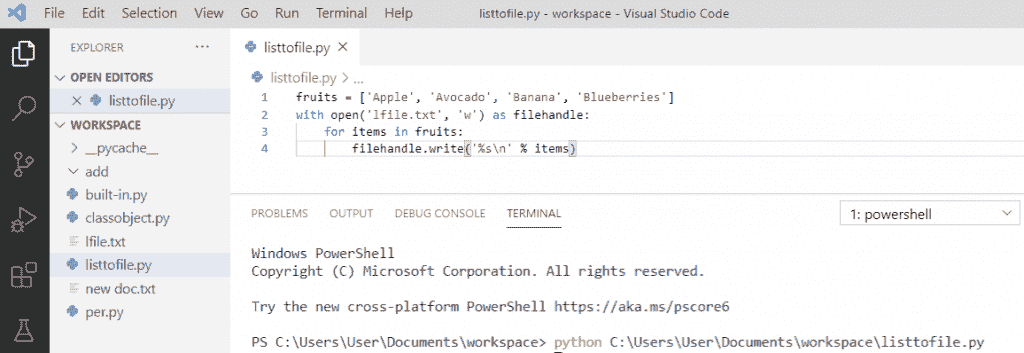 File Edit Selection View Go Run Terminal Help listtofile.py - workspace - Visual Studio Code
EXPLORER ...
OPEN EDITORS
× listtofile.py
WORKSPACE
> __pycache__
add
built-in.py
classobject.py
lfile.txt
listtofile.py
new doc.txt
per.py
listtofile.py ×
listtofile.py > ...
1 fruits = ['Apple', 'Avocado', 'Banana', 'Blueberries']
2 with open('lfile.txt', 'w') as filehandle:
3 for items in fruits:
4 filehandle.write('%s\n' % items)
PROBLEMS OUTPUT DEBUG CONSOLE TERMINAL 1: powershell
Windows PowerShell
Copyright (C) Microsoft Corporation. All rights reserved.
Try the new cross-platform PowerShell https://aka.ms/pscore6
PS C:\Users\User\Documents\workspace> python C:\Users\User\Documents\workspace\listtofile.py